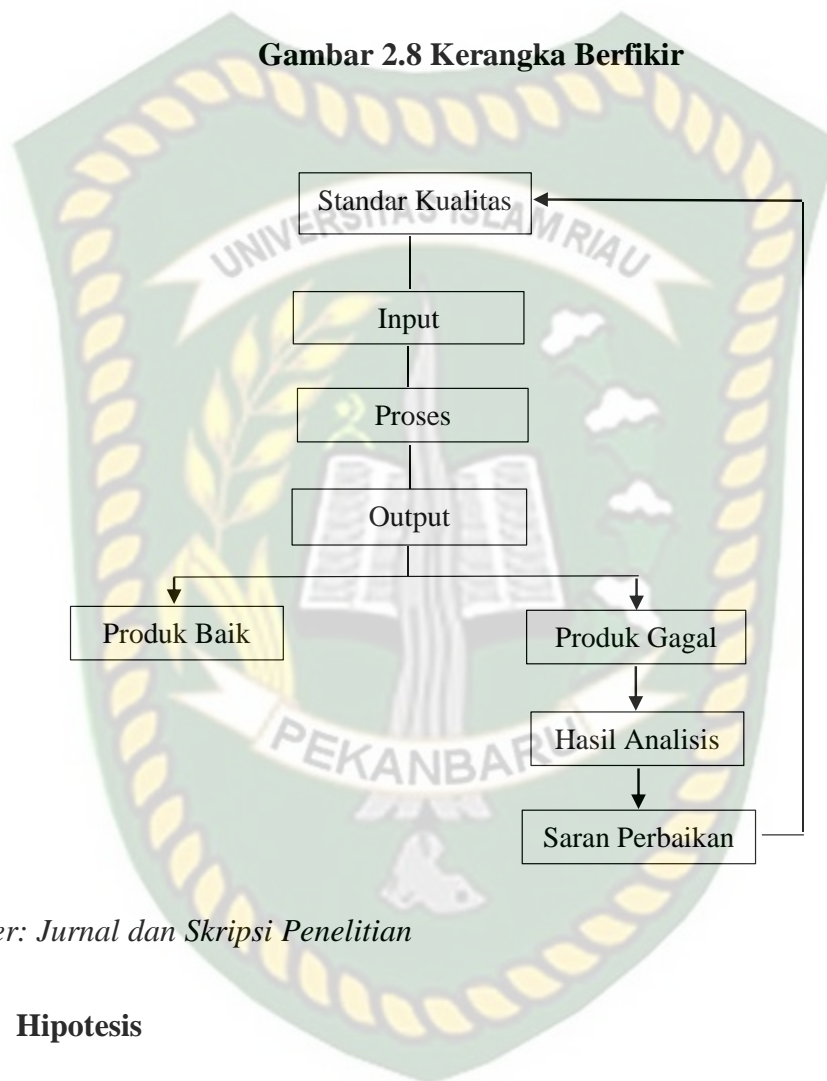 Gambar 2.8 Kerangka Berfikir
Standar Kualitas
UNIVERSITAS ISLAM RIAU
Input
Proses
Output
Produk Baik
Produk Gagal
PEKANBARU
Hasil Analisis
Saran Perbaikan
er: Jurnal dan Skripsi Penelitian
Hipotesis